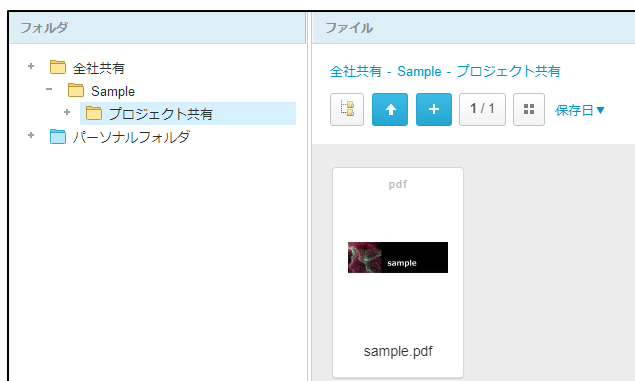 フォルダ
全社共有
Sample
プロジェクト共有
パーソナルフォルダ
ファイル
全社共有 - Sample - プロジェクト共有
1 / 1 保存日▼
pdf
sample
sample.pdf